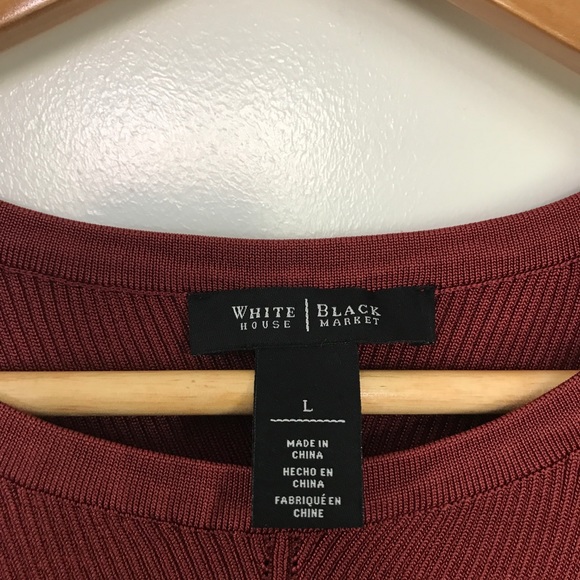 WHITE | BLACK
HOUSE | MARKET
L
MADE IN
CHINA
HECHO EN
CHINA
FABRIQUÉ EN
CHINE